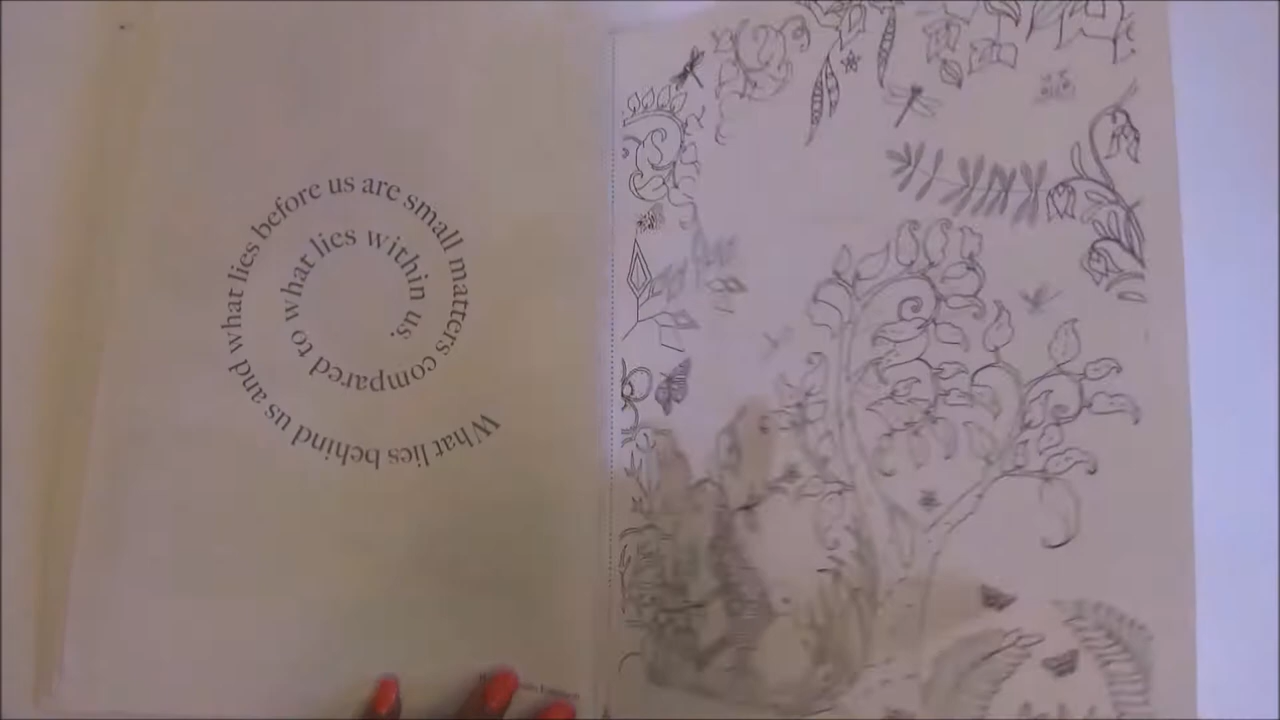 What lies behind us and what lies before us are small matters compared to what lies within us.